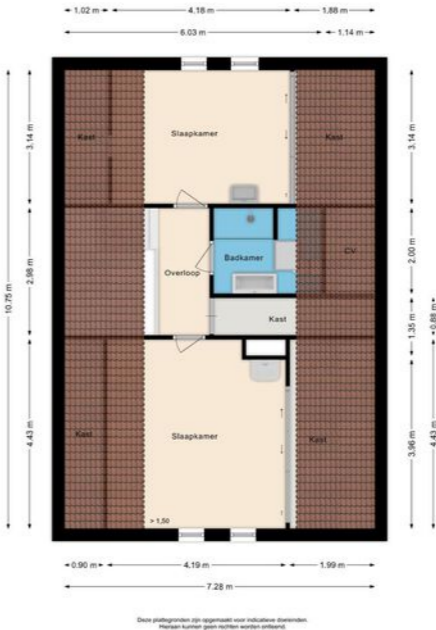 1.02 m 4.18 m 1.88 m
6.03 m 1.14 m
3.14 m
2.98 m
10.75 m
4.43 m
3.14 m
2.00 m
1.35 m
0.88 m
3.96 m
4.43 m
Kast
Slaapkamer
Kast
Overloop
Badkamer
CV
Kast
Kast
Slaapkamer
Kast
> 1,50
0.90 m 4.19 m 1.99 m
7.28 m
Deze plattegronden zijn opgemaakt voor indicatieve doeleinden.
Hieraan kunnen geen rechten worden ontleend.